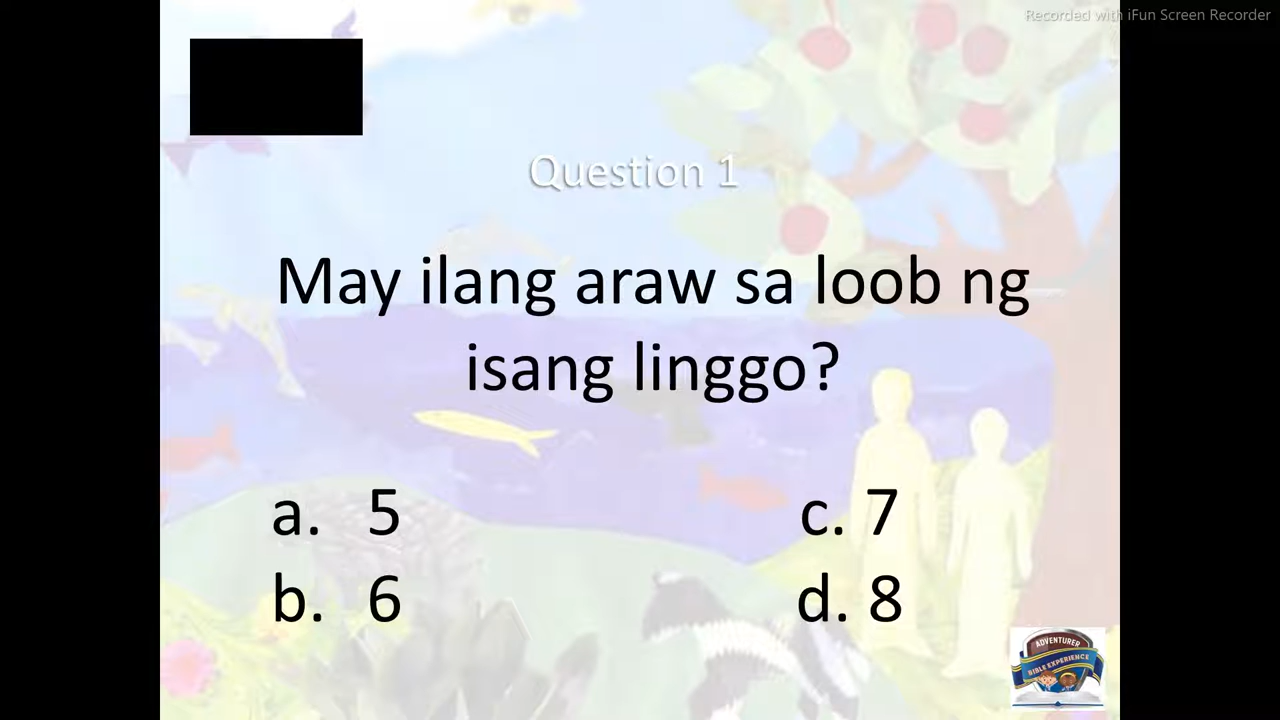 Recorded with iFun Screen Recorder
Question 1
May ilang araw sa loob ng
isang linggo?
a. 5
c. 7
b. 6
d. 8
ADVENTURER
BIBLE EXPERIENCE